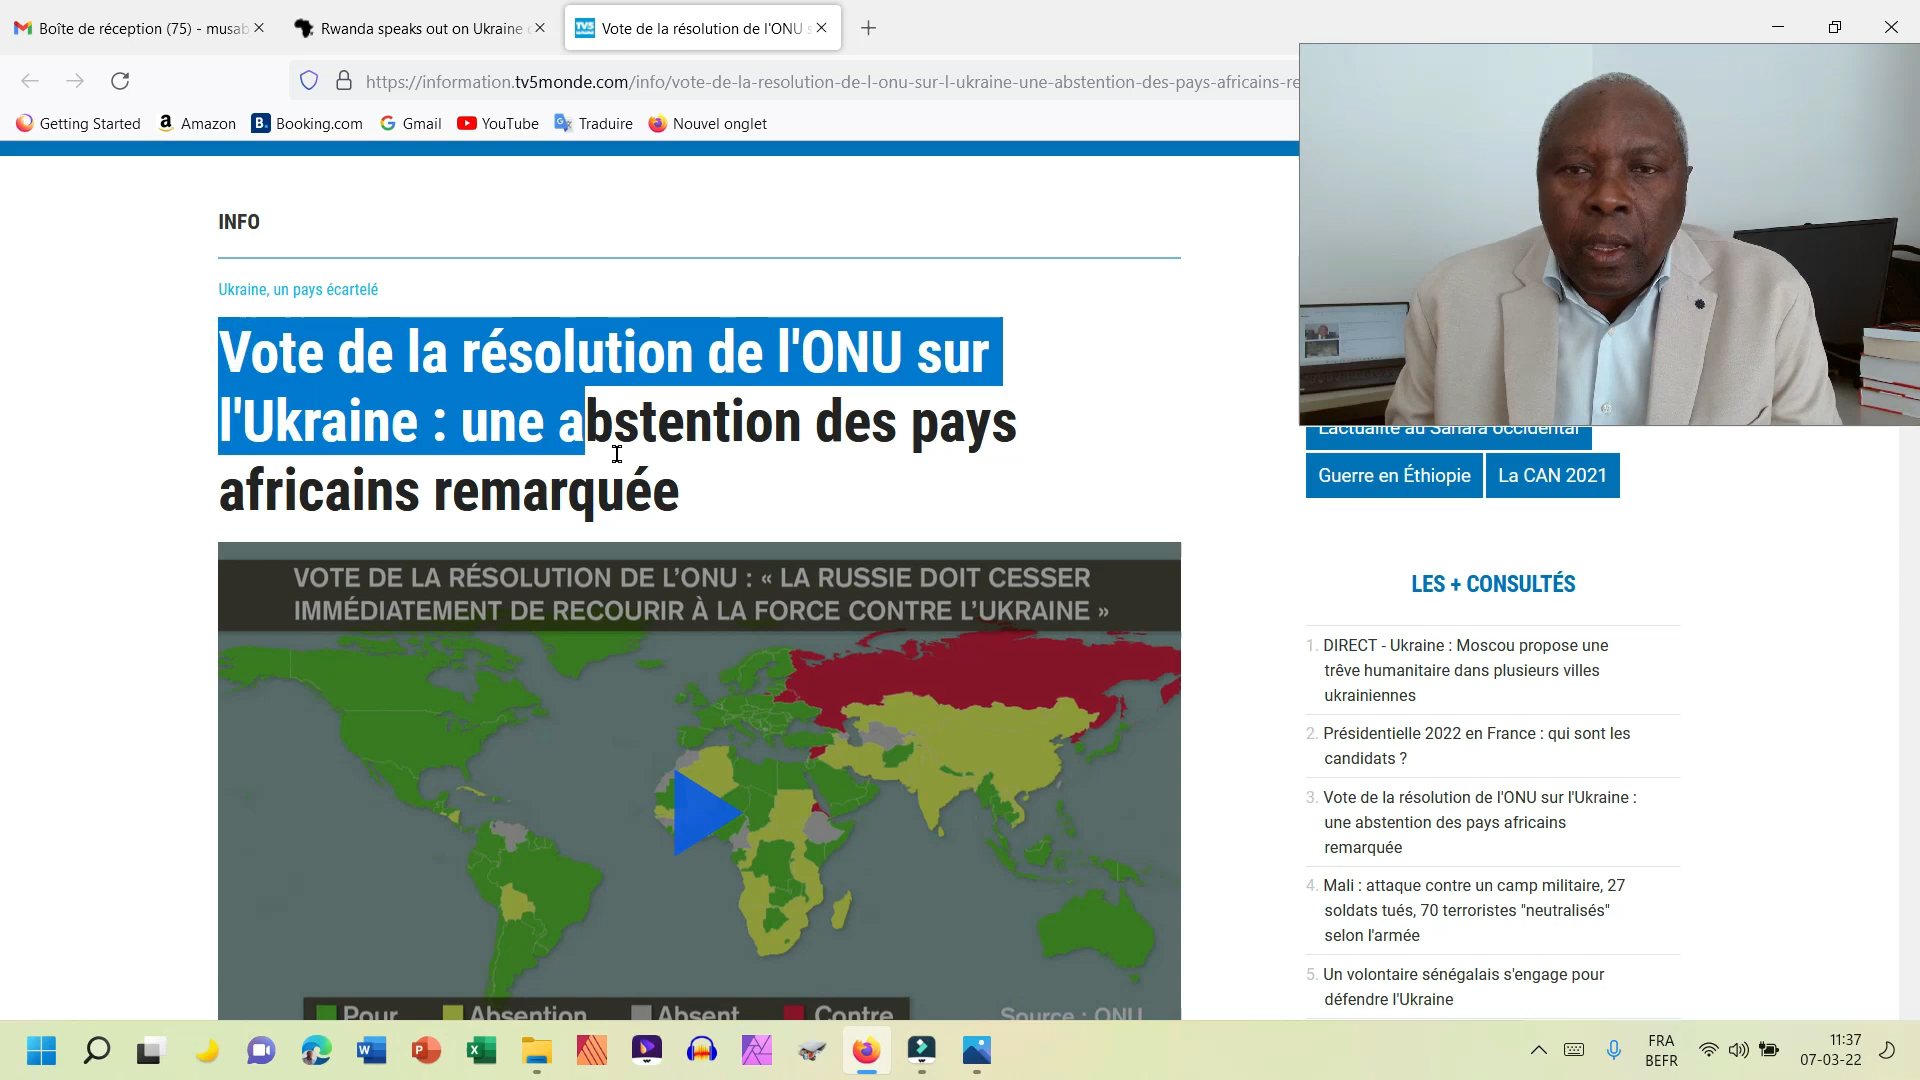 Boîte de réception (75) - musab
Rwanda speaks out on Ukraine
Vote de la résolution de l'ONU s
https://information.tv5monde.com/info/vote-de-la-resolution-de-l-onu-sur-l-ukraine-une-abstention-des-pays-africains-re
Getting Started
Amazon
Booking.com
Gmail
YouTube
Traduire
Nouvel onglet
INFO
Ukraine, un pays écartelé
Vote de la résolution de l'ONU sur
l'Ukraine : une abstention des pays
africains remarquée
VOTE DE LA RÉSOLUTION DE L'ONU : « LA RUSSIE DOIT CESSER
IMMÉDIATEMENT DE RECOURIR À LA FORCE CONTRE L'UKRAINE »
Pour
Abstention
Absent
Contre
Source : ONU
L'actualité au Sahara occidental
Guerre en Éthiopie
La CAN 2021
LES + CONSULTÉS
1. DIRECT - Ukraine : Moscou propose une
trêve humanitaire dans plusieurs villes
ukrainiennes
2. Présidentielle 2022 en France : qui sont les
candidats ?
3. Vote de la résolution de l'ONU sur l'Ukraine :
une abstention des pays africains
remarquée
4. Mali : attaque contre un camp militaire, 27
soldats tués, 70 terroristes "neutralisés"
selon l'armée
5. Un volontaire sénégalais s'engage pour
défendre l'Ukraine
FRA
BEFR
11:37
07-03-22